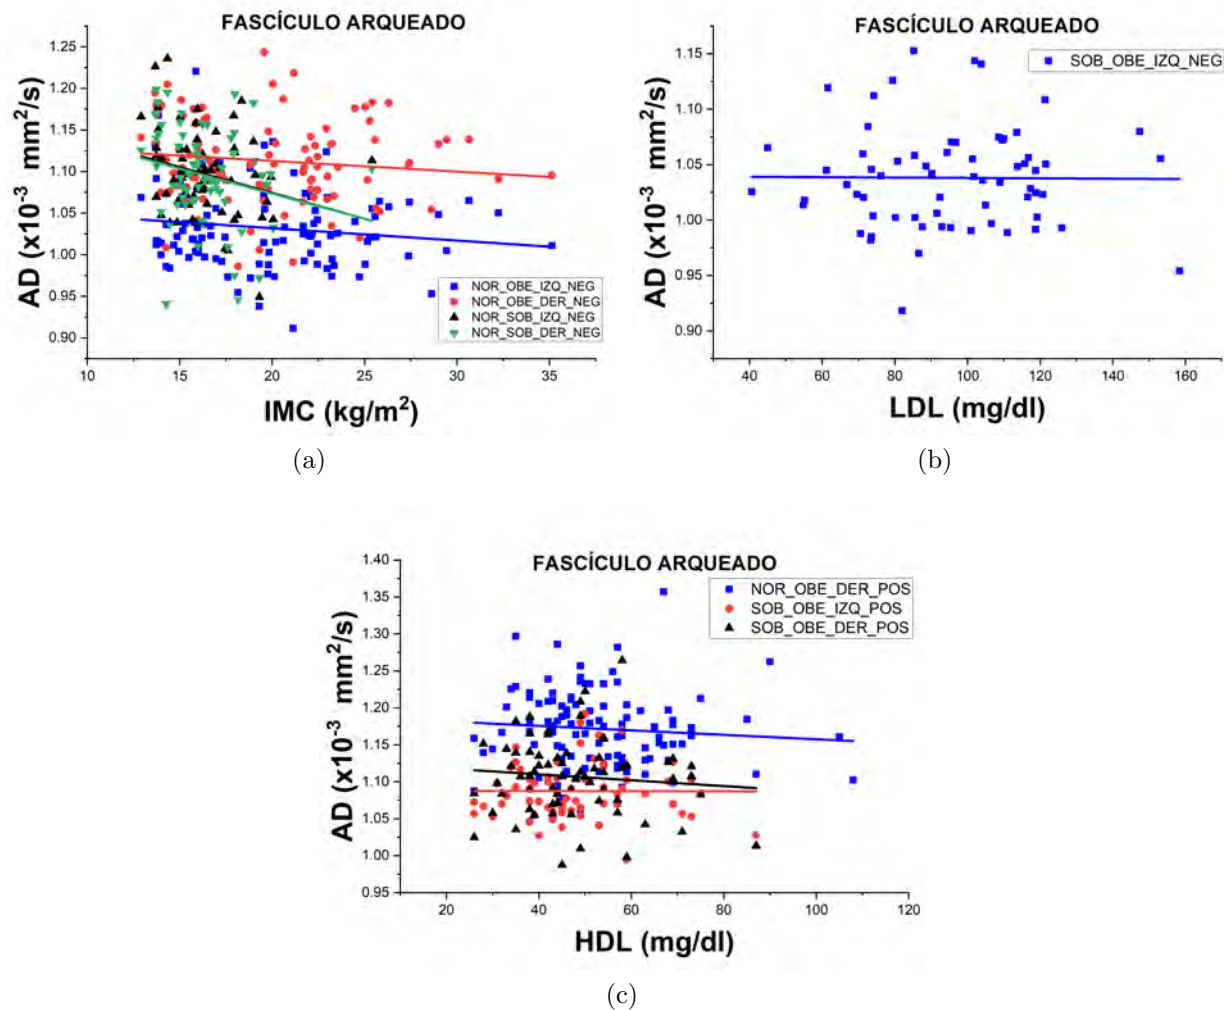 FASCÍCULO ARQUEADO
1.25
1.20
1.15
1.10
1.05
1.00
0.95
0.90
AD (x10⁻³ mm²/s)
NOR_OBE_IZQ_NEG
NOR_OBE_DER_NEG
NOR_SOB_IZQ_NEG
NOR_SOB_DER_NEG
10 15 20 25 30 35
IMC (kg/m²)
(a)
FASCÍCULO ARQUEADO
SOB_OBE_IZQ_NEG
1.15
1.10
1.05
1.00
0.95
0.90
AD (x10⁻³ mm²/s)
40 60 80 100 120 140 160
LDL (mg/dl)
(b)
FASCÍCULO ARQUEADO
NOR_OBE_DER_POS
SOB_OBE_IZQ_POS
SOB_OBE_DER_POS
1.40
1.35
1.30
1.25
1.20
1.15
1.10
1.05
1.00
0.95
AD (x10⁻³ mm²/s)
20 40 60 80 100 120
HDL (mg/dl)
(c)